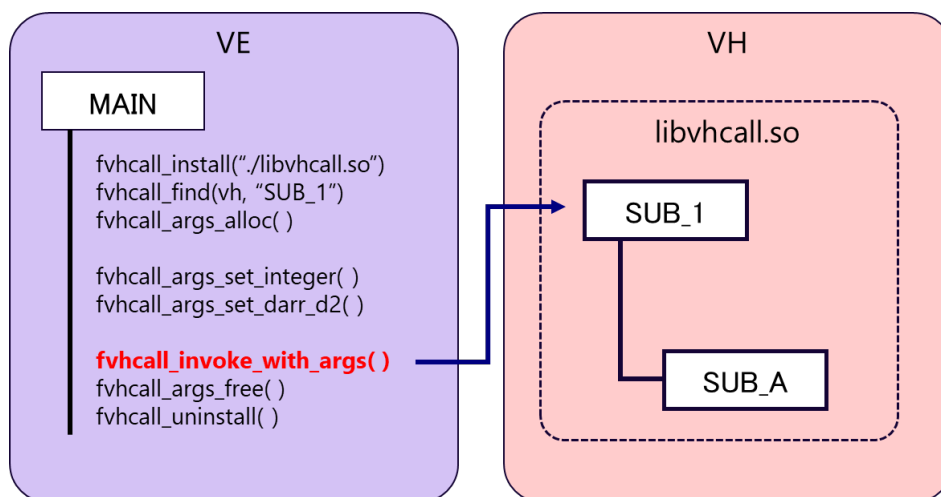 VE
MAIN
fvhcall_install(“./libvhcall.so”)
fvhcall_find(vh, “SUB_1”)
fvhcall_args_alloc( )
fvhcall_args_set_integer( )
fvhcall_args_set_darr_d2( )
fvhcall_invoke_with_args( )
fvhcall_args_free( )
fvhcall_uninstall( )
VH
libvhcall.so
SUB_1
SUB_A